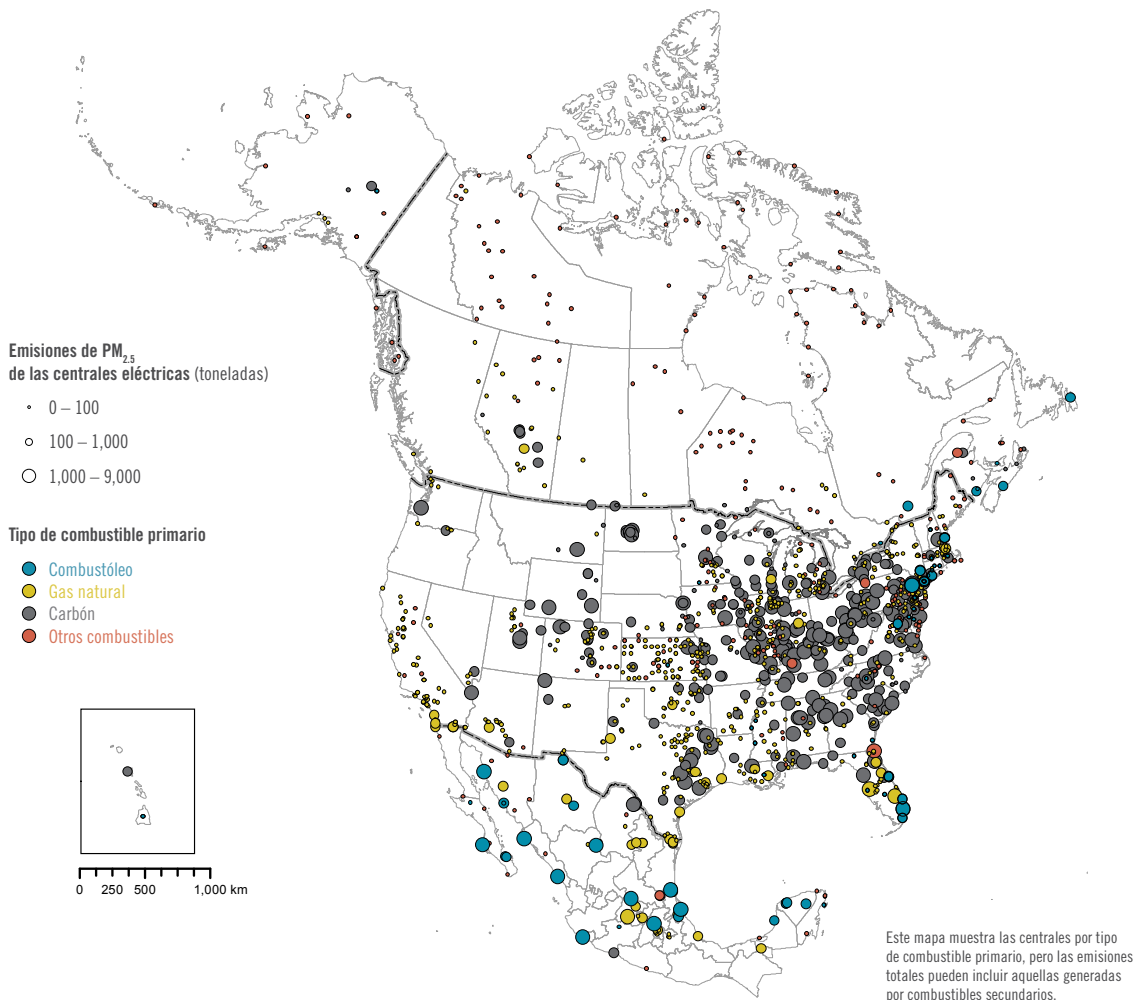 Emisiones de PM2.5
de las centrales eléctricas (toneladas)
0 – 100
100 – 1,000
1,000 – 9,000
Tipo de combustible primario
Combustóleo
Gas natural
Carbón
Otros combustibles
0 250 500 1,000 km
Este mapa muestra las centrales por tipo
de combustible primario, pero las emisiones
totales pueden incluir aquellas generadas
por combustibles secundarios.